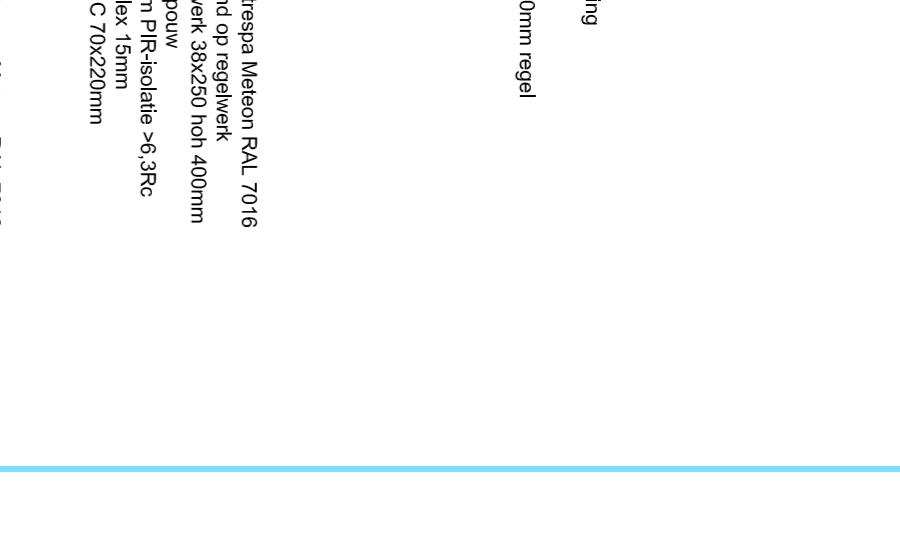 ing
0mm regel
trespa Meteon RAL 7016
nd op regelwerk
werk 38x250 hoh 400mm
pouw
m PIR-isolatie >6,3Rc
lex 15mm
C 70x220mm